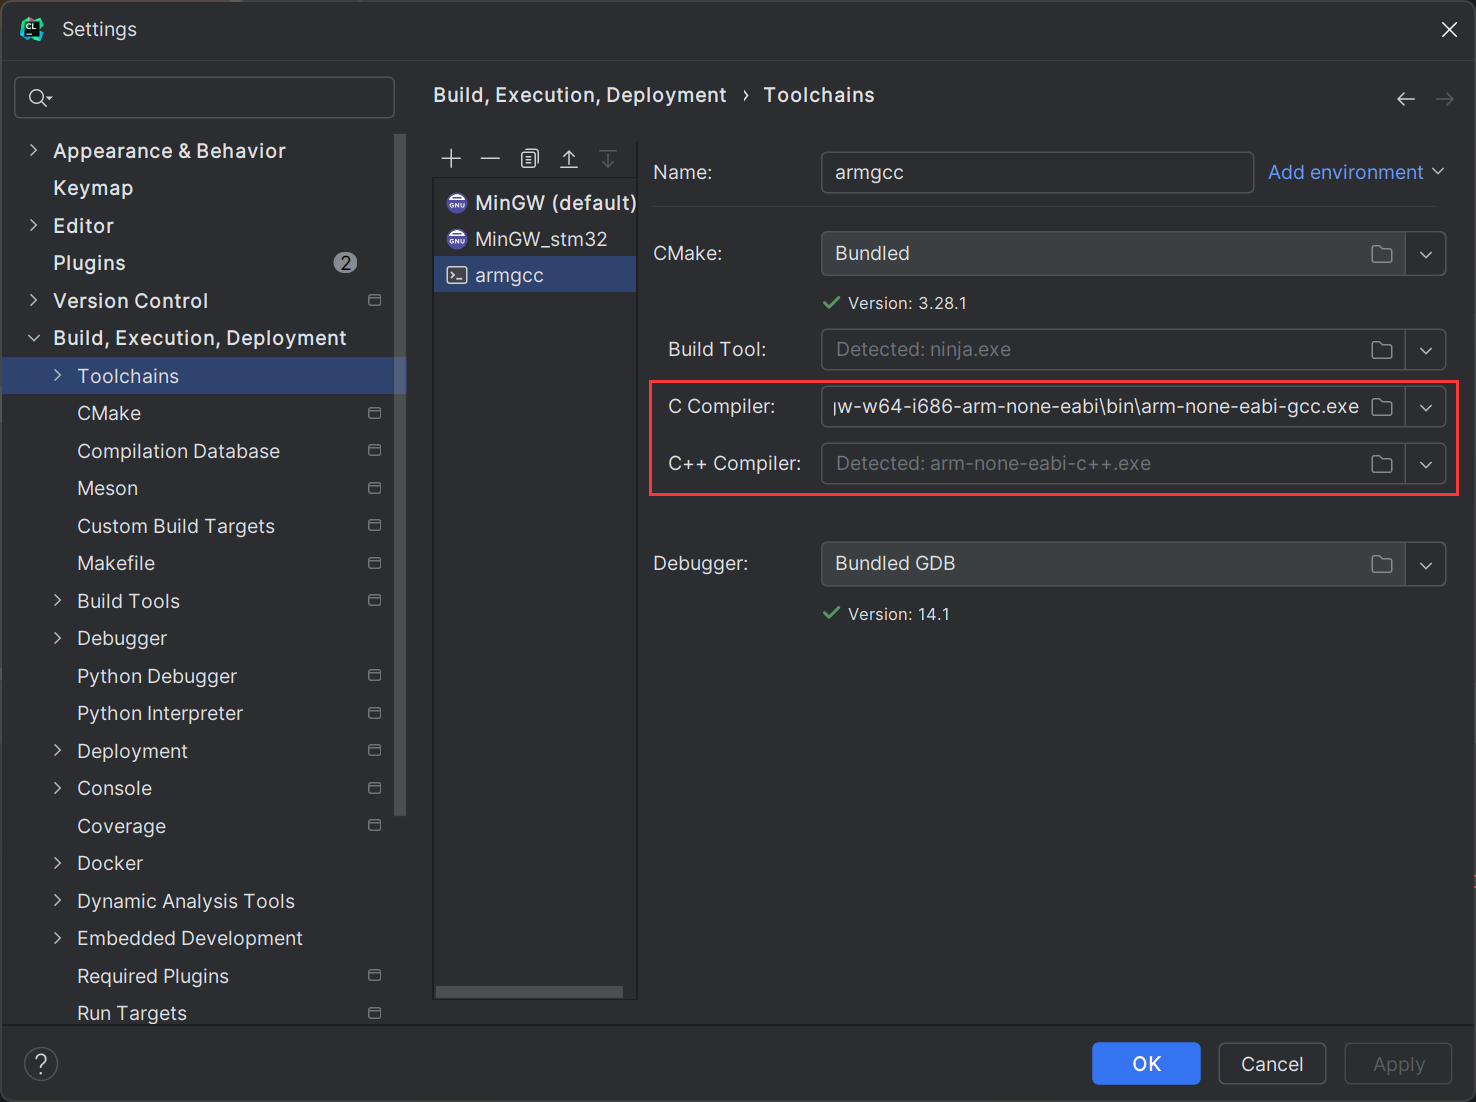 CL
Settings
Appearance & Behavior
Keymap
Editor
Plugins
2
Version Control
Build, Execution, Deployment
Toolchains
CMake
Compilation Database
Meson
Custom Build Targets
Makefile
Build Tools
Debugger
Python Debugger
Python Interpreter
Deployment
Console
Coverage
Docker
Dynamic Analysis Tools
Embedded Development
Required Plugins
Run Targets
Build, Execution, Deployment › Toolchains
GNU MinGW (default)
GNU MinGW_stm32
armgcc
Name: armgcc Add environment
CMake: Bundled
Version: 3.28.1
Build Tool: Detected: ninja.exe
C Compiler: gw-w64-i686-arm-none-eabi\bin\arm-none-eabi-gcc.exe
C++ Compiler: Detected: arm-none-eabi-c++.exe
Debugger: Bundled GDB
Version: 14.1
? OK Cancel Apply